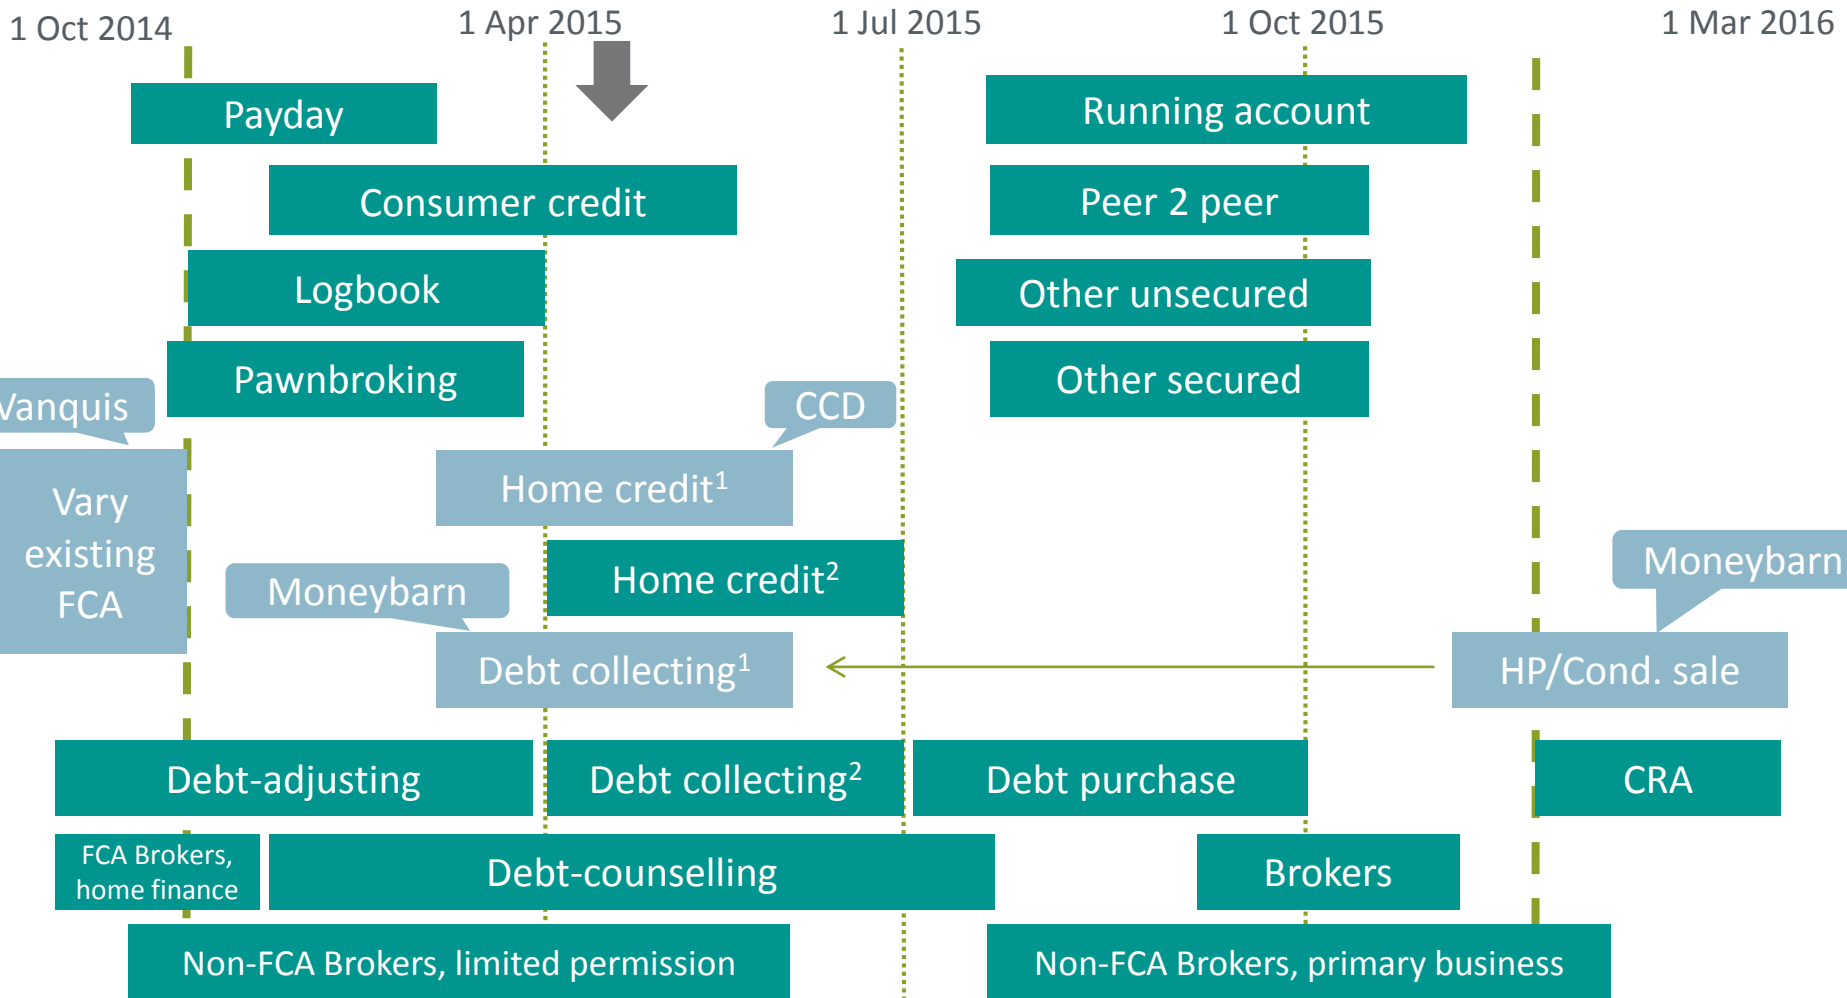 1 Oct 2014
1 Apr 2015
1 Jul 2015
1 Oct 2015
1 Mar 2016
Payday
Running account
Consumer credit
Peer 2 peer
Logbook
Other unsecured
Pawnbroking
Other secured
Vanquis
CCD
Vary
existing
FCA
Home credit¹
Home credit²
Moneybarn
Moneybarn
Debt collecting¹
HP/Cond. sale
Debt-adjusting
Debt collecting²
Debt purchase
CRA
FCA Brokers,
home finance
Debt-counselling
Brokers
Non-FCA Brokers, limited permission
Non-FCA Brokers, primary business